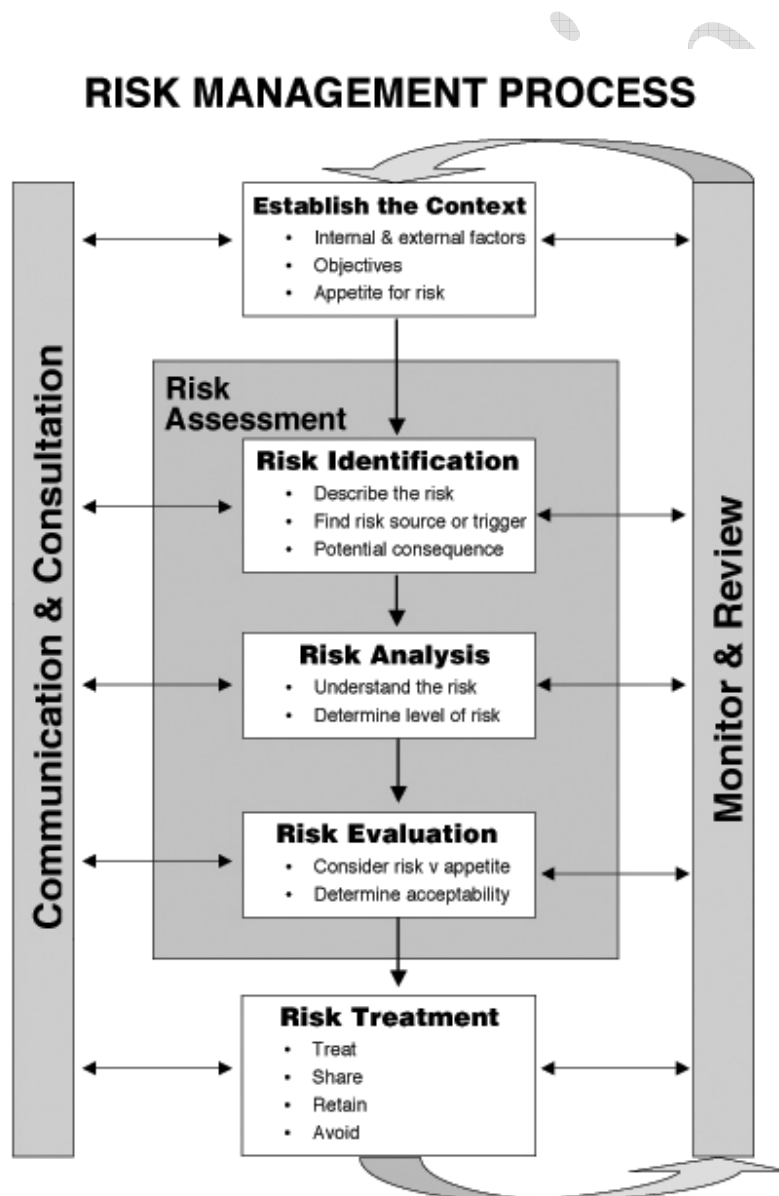 RISK MANAGEMENT PROCESS
Establish the Context
• Internal & external factors
• Objectives
• Appetite for risk
Communication & Consultation
Monitor & Review
Risk
Assessment
Risk Identification
• Describe the risk
• Find risk source or trigger
• Potential consequence
Risk Analysis
• Understand the risk
• Determine level of risk
Risk Evaluation
• Consider risk v appetite
• Determine acceptability
Risk Treatment
• Treat
• Share
• Retain
• Avoid